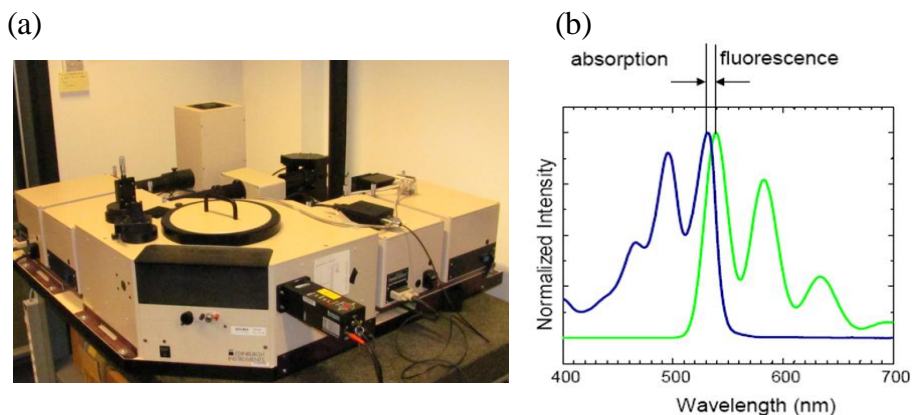 (a)
(b)
absorption
fluorescence
Normalized Intensity
400
500
600
700
Wavelength (nm)
EDINBURGH
INSTRUMENTS